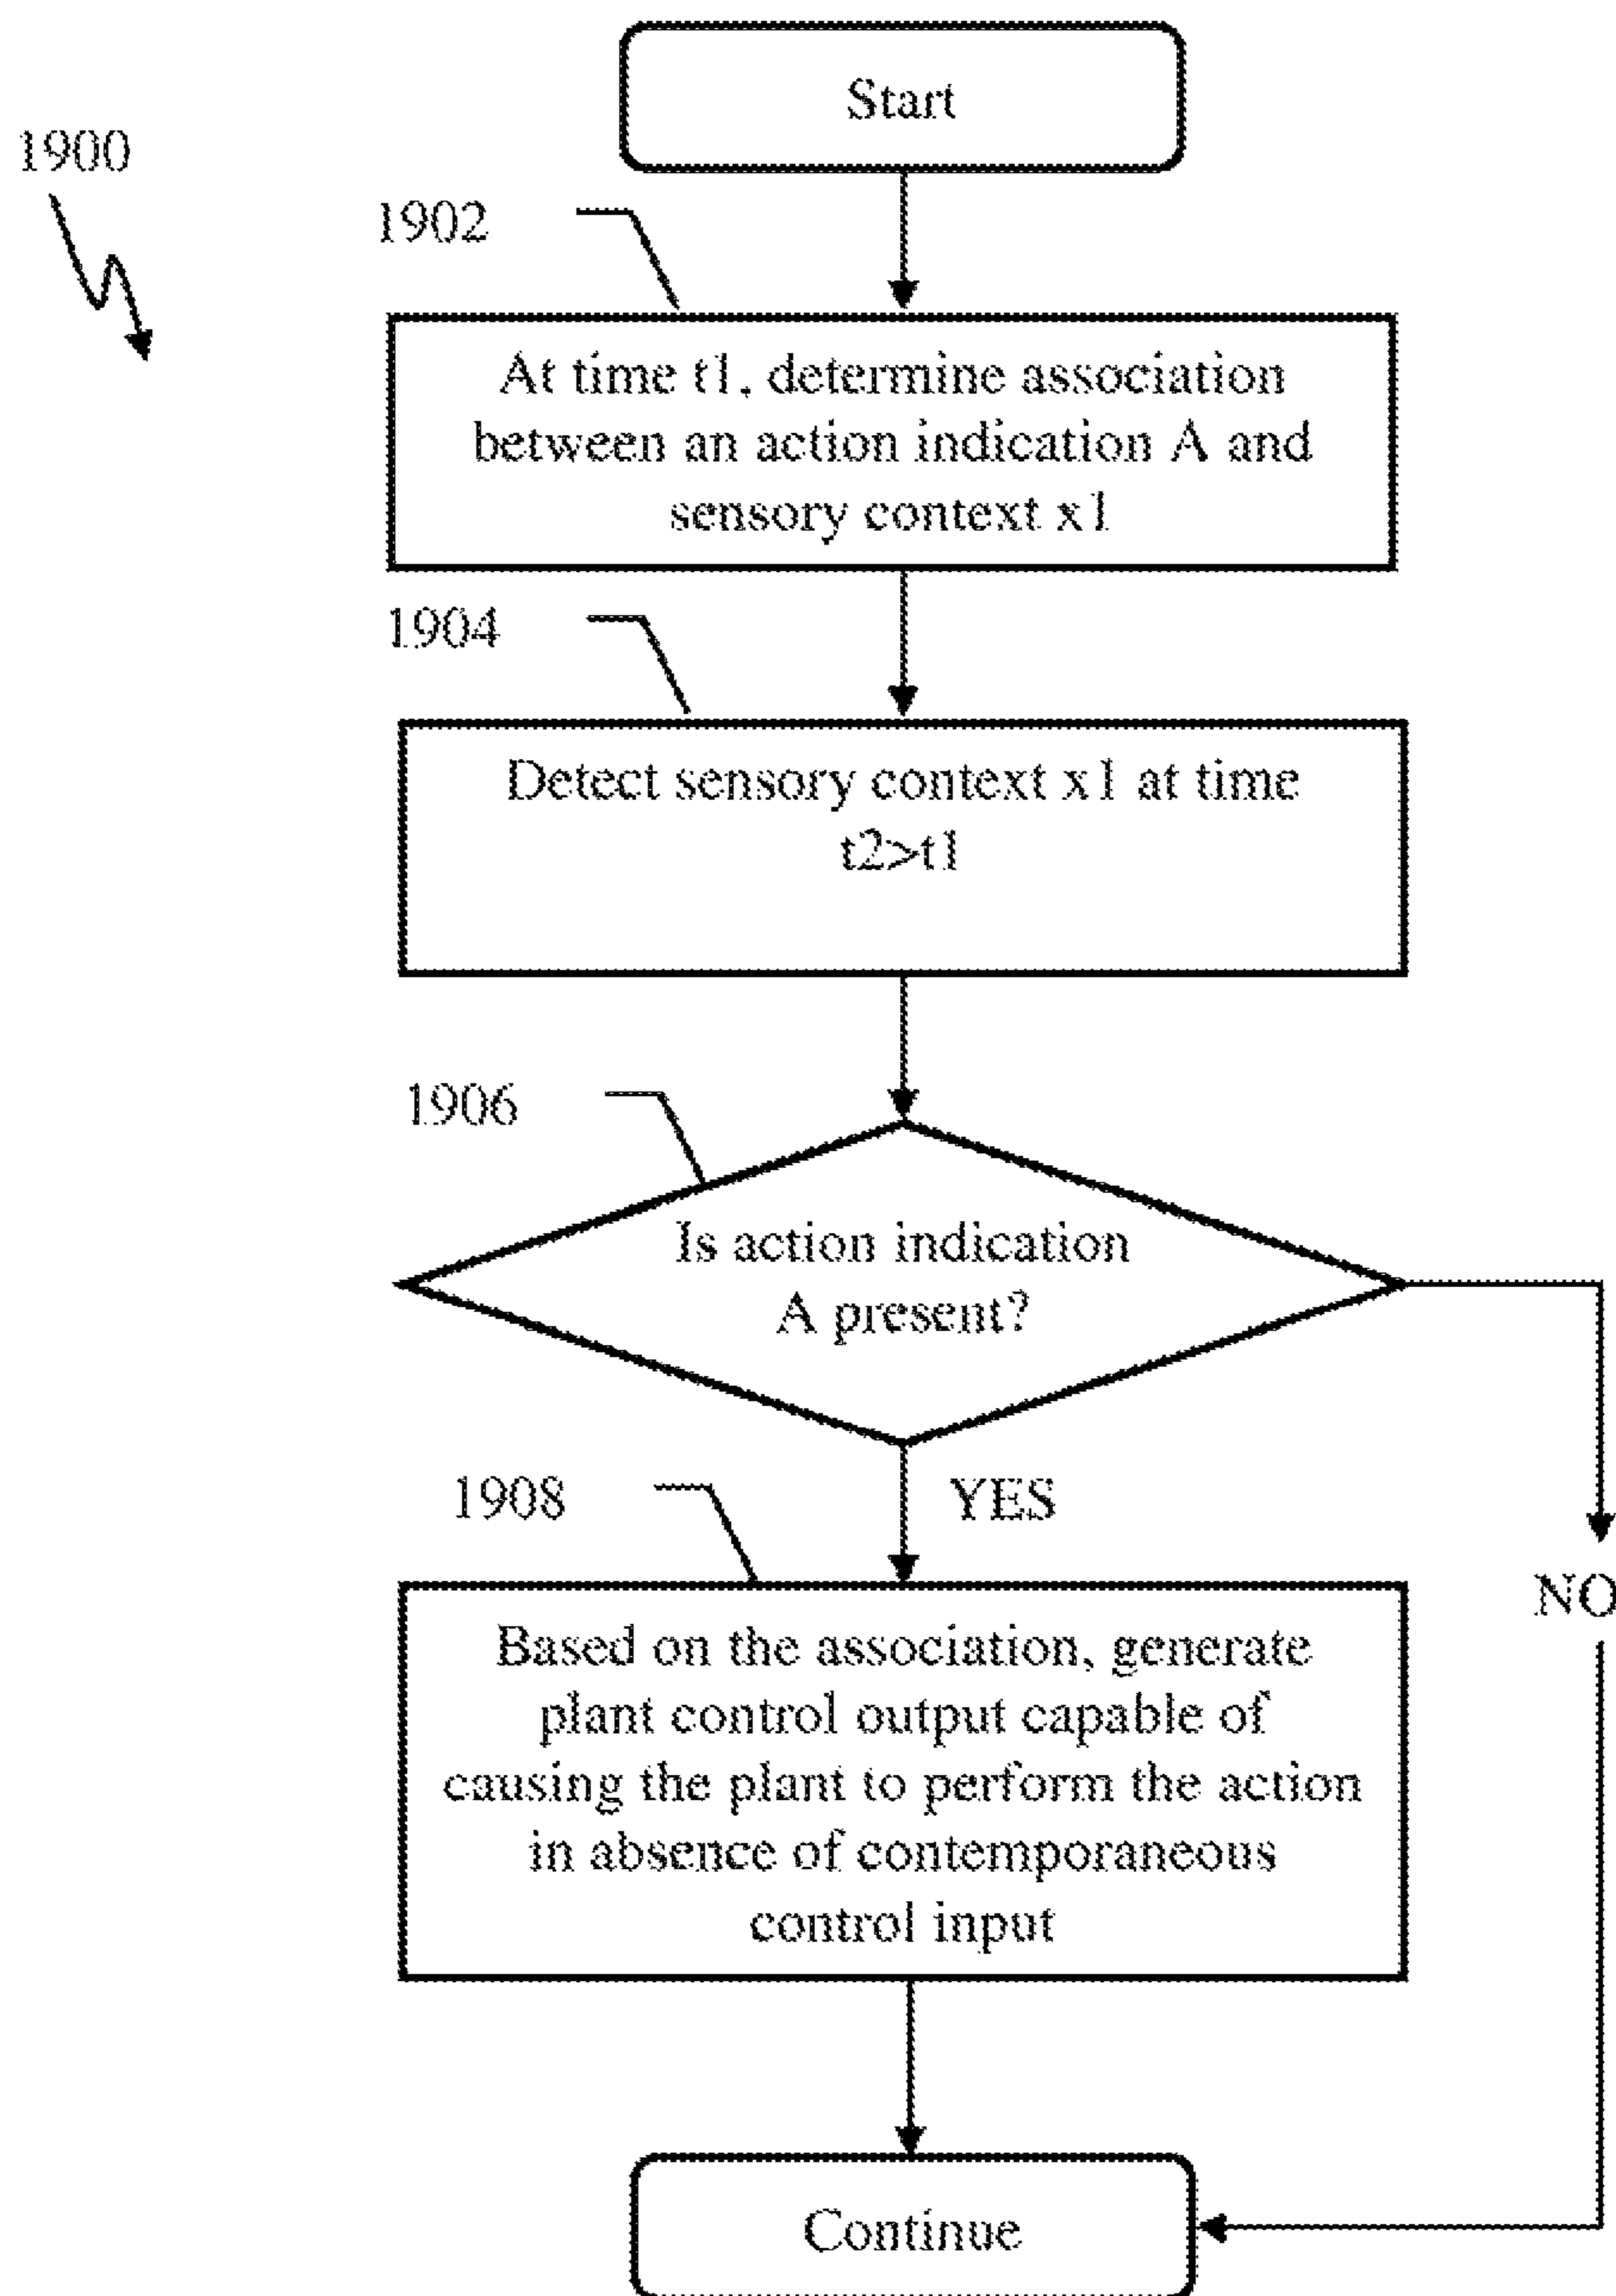 Start
1900
1902
At time t1, determine association
between an action indication A and
sensory context x1
1904
Detect sensory context x1 at time
t2>t1
1906
Is action indication
A present?
1908
YES
NO
Based on the association, generate
plant control output capable of
causing the plant to perform the action
in absence of contemporaneous
control input
Continue